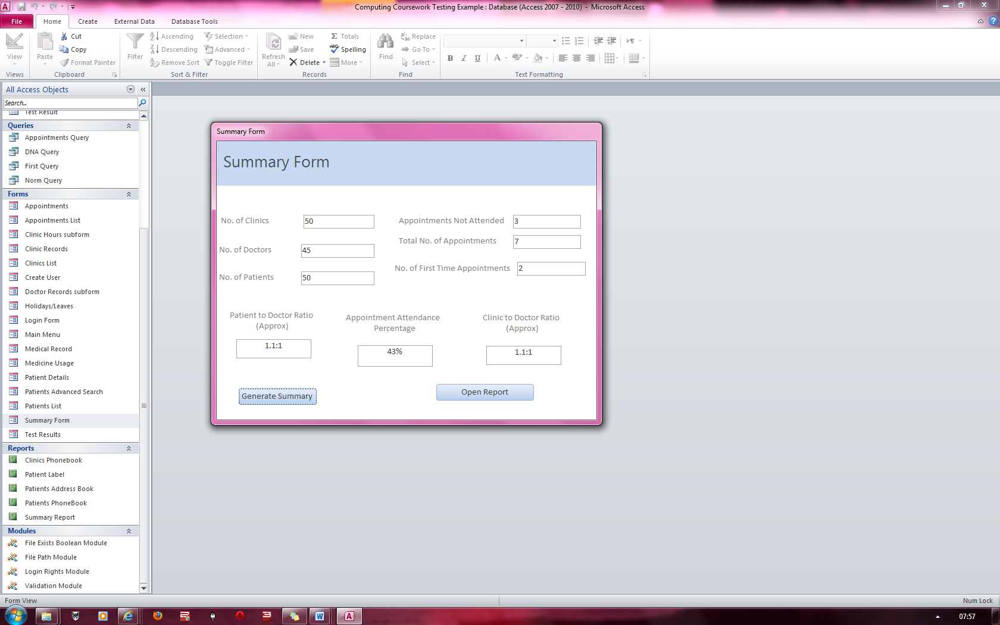 Computing Coursework Testing Example : Database (Access 2007 - 2010) - Microsoft Access
File Home Create External Data Database Tools
View
Views
Paste
Cut
Copy
Format Painter
Clipboard
Filter
Ascending
Descending
Remove Sort
Selection
Advanced
Toggle Filter
Sort & Filter
Refresh
All
New
Save
Delete
Totals
Spelling
More
Records
Find
Replace
Go To
Select
Find
B I U A
Text Formatting
All Access Objects
Search...
Test Result
Queries
Appointments Query
DNA Query
First Query
Norm Query
Forms
Appointments
Appointments List
Clinic Hours subform
Clinic Records
Clinics List
Create User
Doctor Records subform
Holidays/Leaves
Login Form
Main Menu
Medical Record
Medicine Usage
Patient Details
Patients Advanced Search
Patients List
Summary Form
Test Results
Reports
Clinics Phonebook
Patient Label
Patients Address Book
Patients PhoneBook
Summary Report
Modules
File Exists Boolean Module
File Path Module
Login Rights Module
Validation Module
Summary Form
Summary Form
No. of Clinics 50
No. of Doctors 45
No. of Patients 50
Appointments Not Attended 3
Total No. of Appointments 7
No. of First Time Appointments 2
Patient to Doctor Ratio
(Approx)
1.1:1
Appointment Attendance
Percentage
43%
Clinic to Doctor Ratio
(Approx)
1.1:1
Generate Summary
Open Report
Form View
Num Lock
07:57